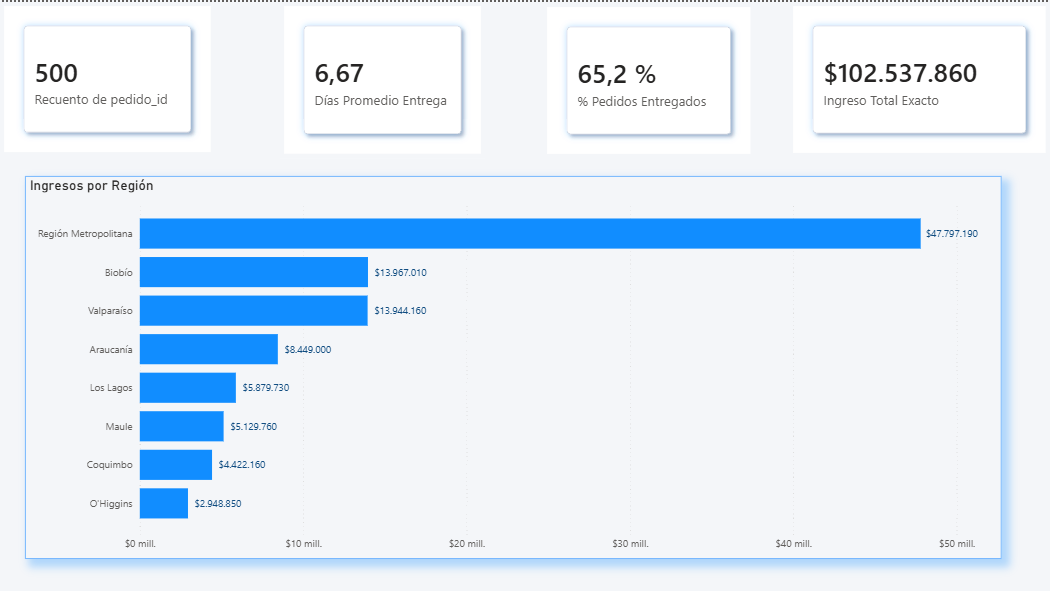 500
Recuento de pedido_id
6,67
Días Promedio Entrega
65,2 %
% Pedidos Entregados
$102.537.860
Ingreso Total Exacto
Ingresos por Región
Región Metropolitana
$47.797.190
Biobío
$13.967.010
Valparaíso
$13.944.160
Araucanía
$8.449.000
Los Lagos
$5.879.730
Maule
$5.129.760
Coquimbo
$4.422.160
O'Higgins
$2.948.850
$0 mill.
$10 mill.
$20 mill.
$30 mill.
$40 mill.
$50 mill.